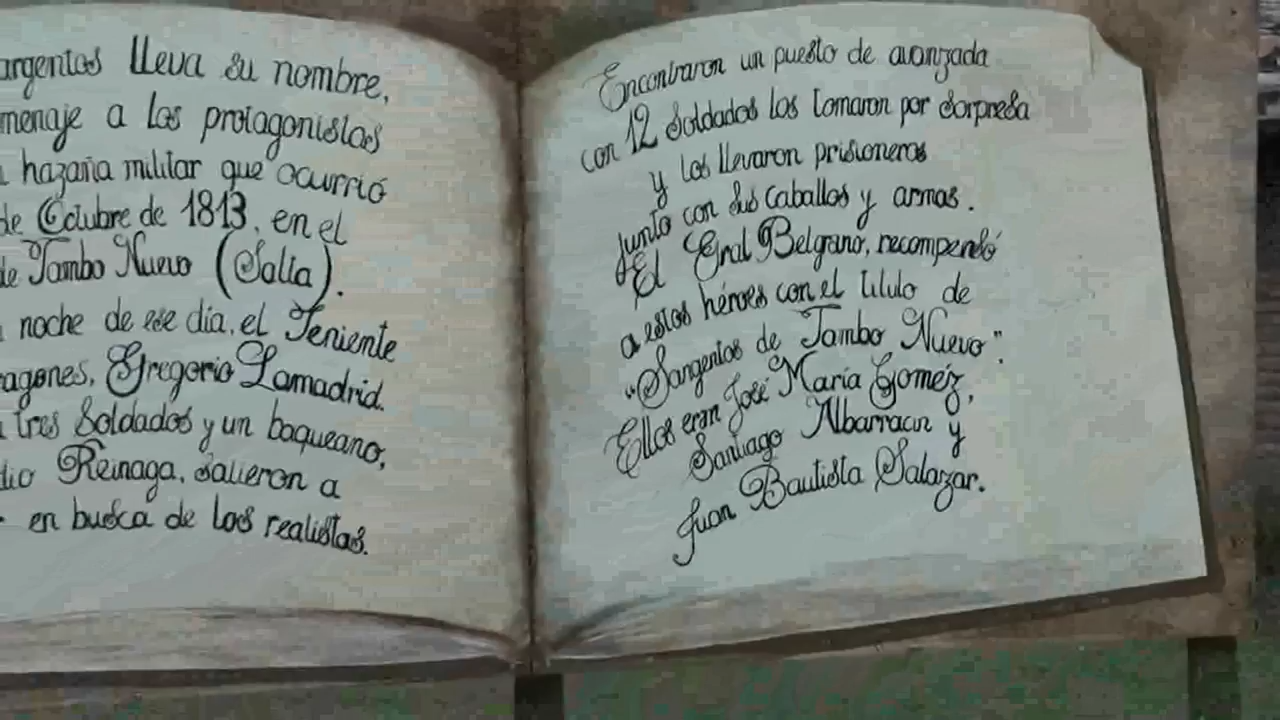 argentos lleva su nombre,
menaje a los protagonistas
hazaña militar que ocurrió
de Octubre de 1813, en el
de Tambo Nuevo (Salta).
noche de ese día, el Teniente
agones, Gregorio Lamadrid.
tres Soldados y un baqueano,
Reinaga, salieron a
en busca de los realistas.
Encontraron un puesto de avanzada
con 12 soldados los tomaron por sorpresa
y los llevaron prisioneros
junto con sus caballos y armas.
El Gral Belgrano, recompensó
a estos héroes con el título de
"Sargentos de Tambo Nuevo".
Ellos eran José María Goméz,
Santiago Albarracin y
Juan Bautista Salazar.